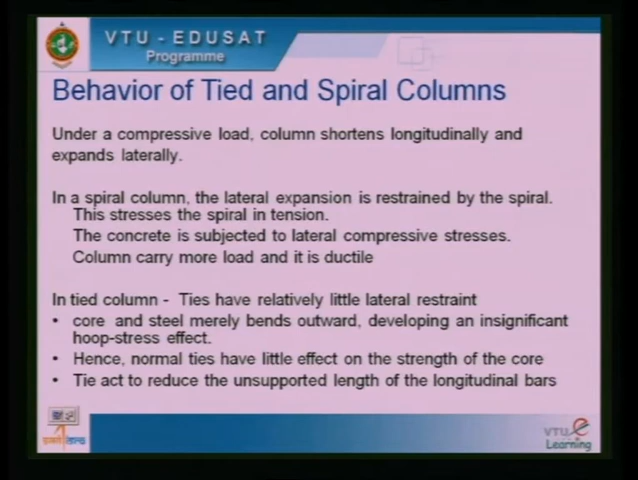 VTU - EDUSAT
Programme
Behavior of Tied and Spiral Columns
Under a compressive load, column shortens longitudinally and
expands laterally.
In a spiral column, the lateral expansion is restrained by the spiral.
This stresses the spiral in tension.
The concrete is subjected to lateral compressive stresses.
Column carry more load and it is ductile
In tied column - Ties have relatively little lateral restraint
• core and steel merely bends outward, developing an insignificant
hoop-stress effect.
• Hence, normal ties have little effect on the strength of the core
• Tie act to reduce the unsupported length of the longitudinal bars
VTU e
Learning